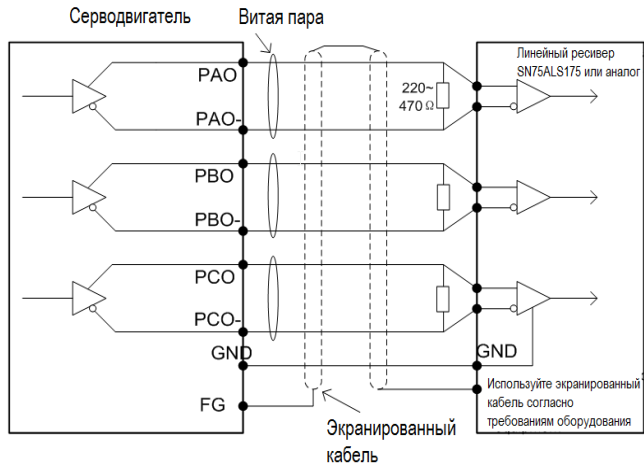 Серводвигатель
Витая пара
Линейный ресивер
SN75ALS175 или аналог
PAO
220~
470 Ω
PAO-
PBO
PBO-
PCO
PCO-
GND
GND
FG
Используйте экранированный
кабель согласно
требованиям оборудования
Экранированный
кабель